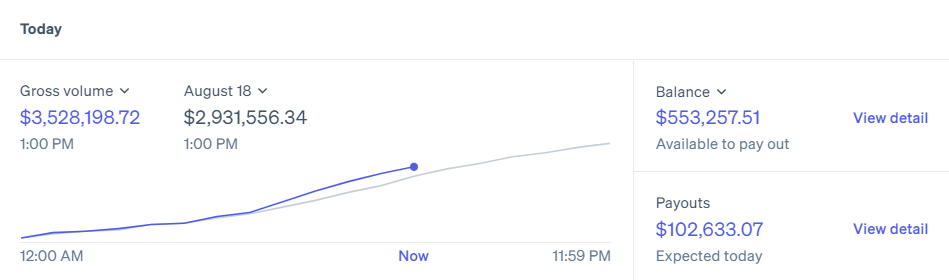 Today
Gross volume
$3,528,198.72
1:00 PM
August 18
$2,931,556.34
1:00 PM
12:00 AM
Now
11:59 PM
Balance
$553,257.51
View detail
Available to pay out
Payouts
$102,633.07
View detail
Expected today